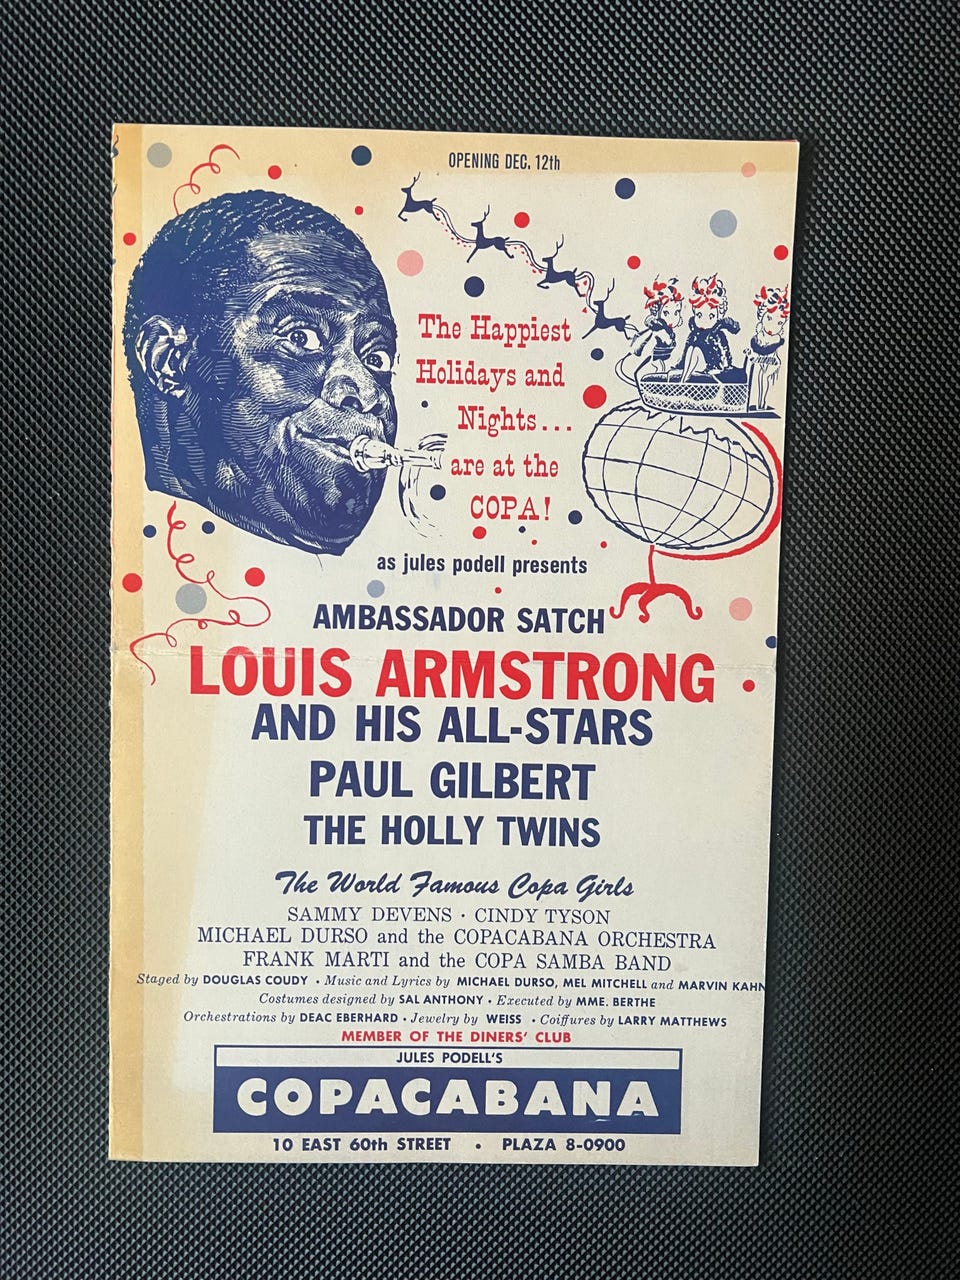 OPENING DEC. 12th
The Happiest
Holidays and
Nights...
are at the
COPA!
as jules podell presents
AMBASSADOR SATCH
LOUIS ARMSTRONG
AND HIS ALL-STARS
PAUL GILBERT
THE HOLLY TWINS
The World Famous Copa Girls
SAMMY DEVENS · CINDY TYSON
MICHAEL DURSO and the COPACABANA ORCHESTRA
FRANK MARTI and the COPA SAMBA BAND
Staged by DOUGLAS COUDY • Music and Lyrics by MICHAEL DURSO, MEL MITCHELL and MARVIN KAHN
Costumes designed by SAL ANTHONY • Executed by MME. BERTHE
Orchestrations by DEAC EBERHARD • Jewelry by WEISS • Coiffures by LARRY MATTHEWS
MEMBER OF THE DINERS' CLUB
JULES PODELL'S
COPACABANA
10 EAST 60th STREET • PLAZA 8-0900